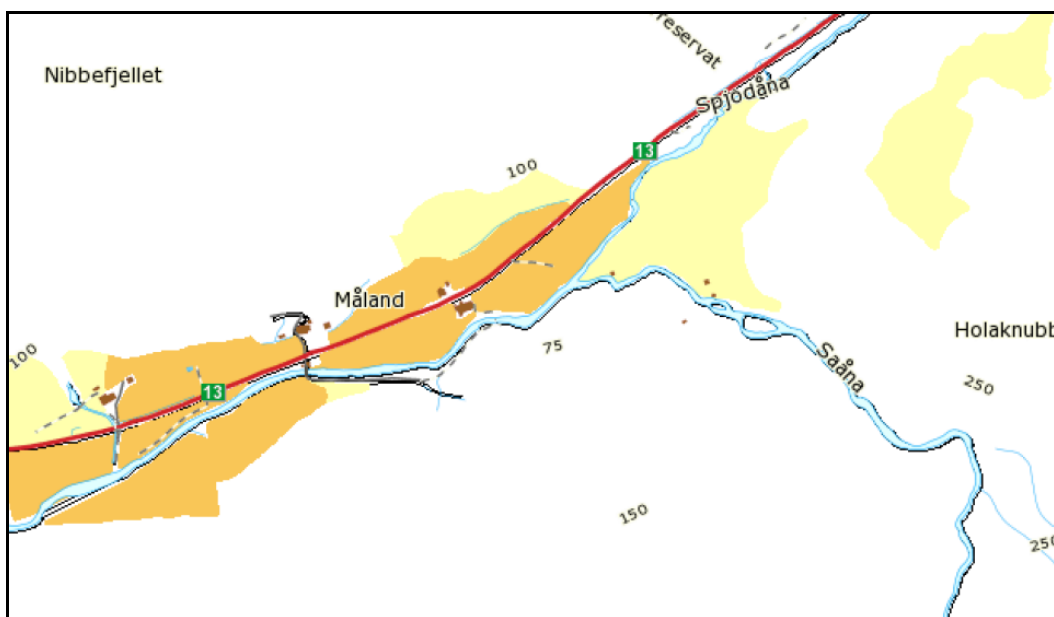 reservat
Nibbefjellet
Spjodåna
13
100
Måland
Holaknubb
75
100
Saåna
250
13
150
250